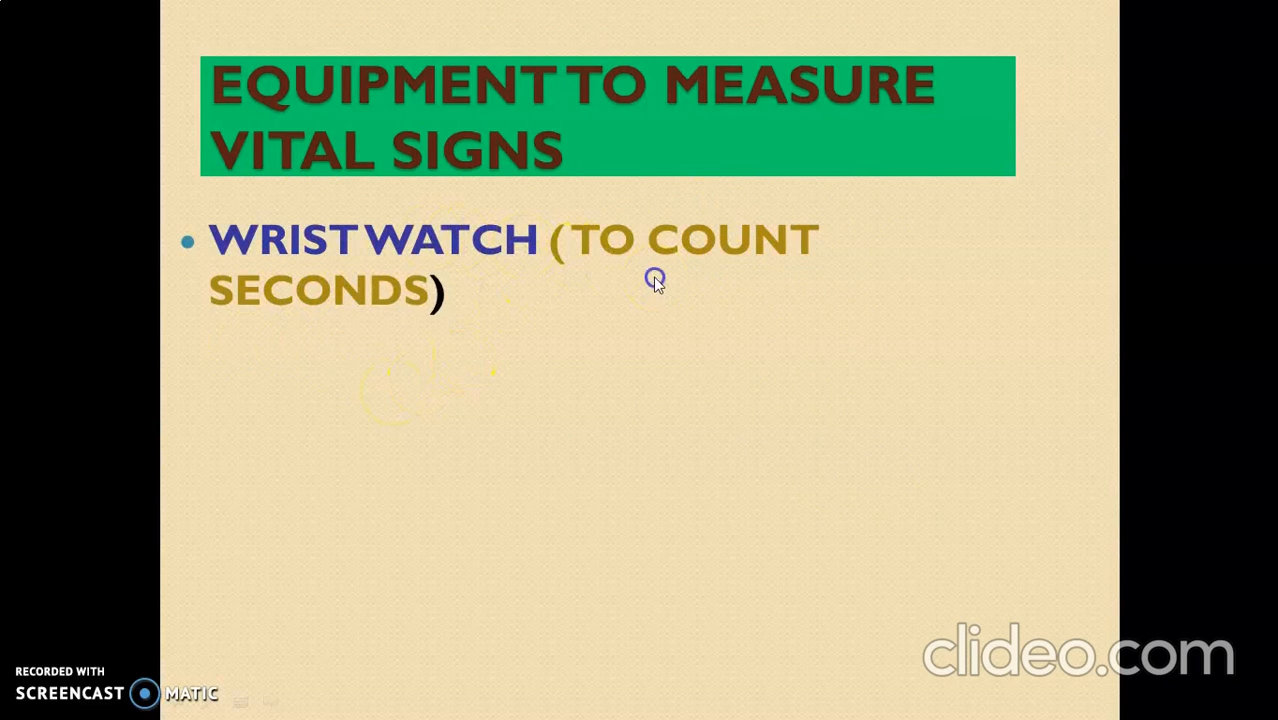 EQUIPMENT TO MEASURE
VITAL SIGNS
WRIST WATCH (TO COUNT
SECONDS)
clideo.com
RECORDED WITH
SCREENCAST MATIC